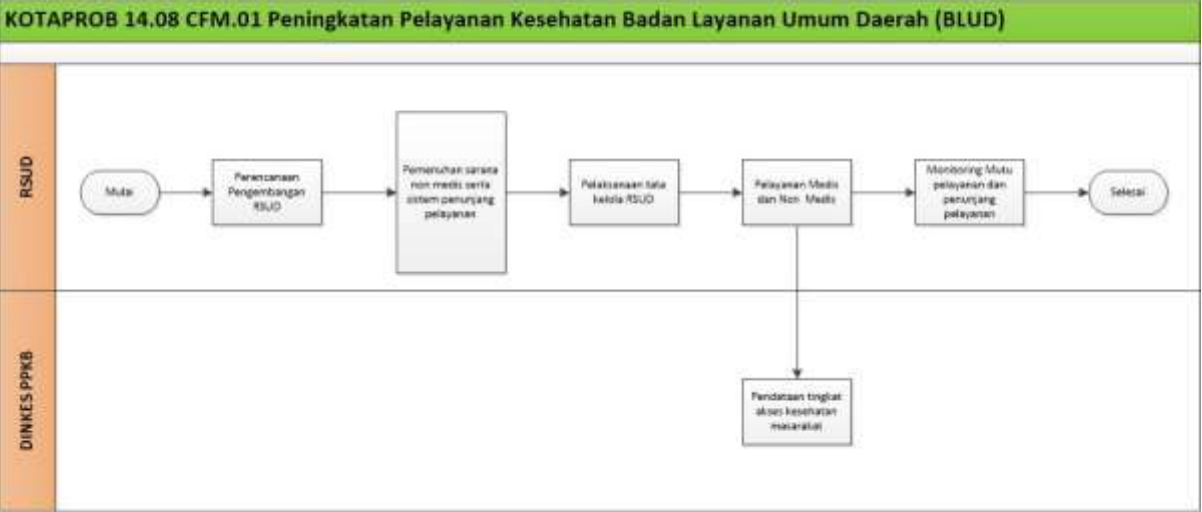 KOTAPROB 14.08 CFM.01 Peningkatan Pelayanan Kesehatan Badan Layanan Umum Daerah (BLUD)
RSUD
Mulai
Perencanaan
Pengembangan
RSUD
Pemenuhan sarana
non medis serta
sistem penunjang
pelayanan
Pelaksanaan tata
kelola RSUD
Pelayanan Medis
dan Non Medis
Monitoring Mutu
pelayanan dan
penunjang
pelayanan
Selesai
DINKES PPKB
Pendataan tingkat
akses kesehatan
masarakat